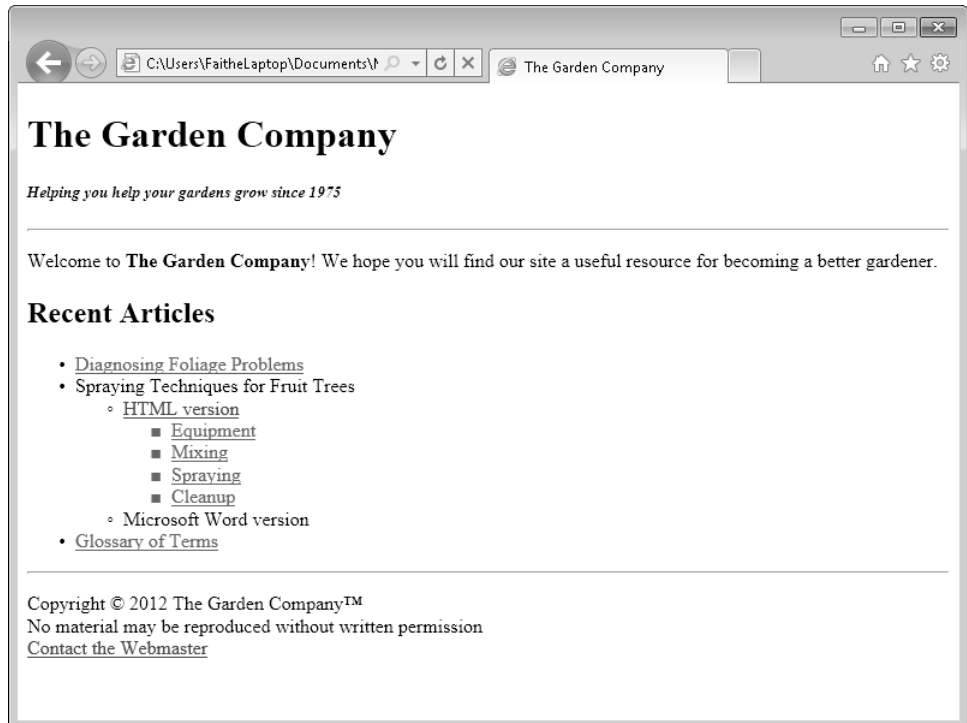 C:\Users\FaitheLaptop\Documents\
The Garden Company
The Garden Company
Helping you help your gardens grow since 1975
Welcome to The Garden Company! We hope you will find our site a useful resource for becoming a better gardener.
Recent Articles
• Diagnosing Foliage Problems
• Spraying Techniques for Fruit Trees
◦ HTML version
■ Equipment
■ Mixing
■ Spraying
■ Cleanup
◦ Microsoft Word version
• Glossary of Terms
Copyright © 2012 The Garden Company™
No material may be reproduced without written permission
Contact the Webmaster